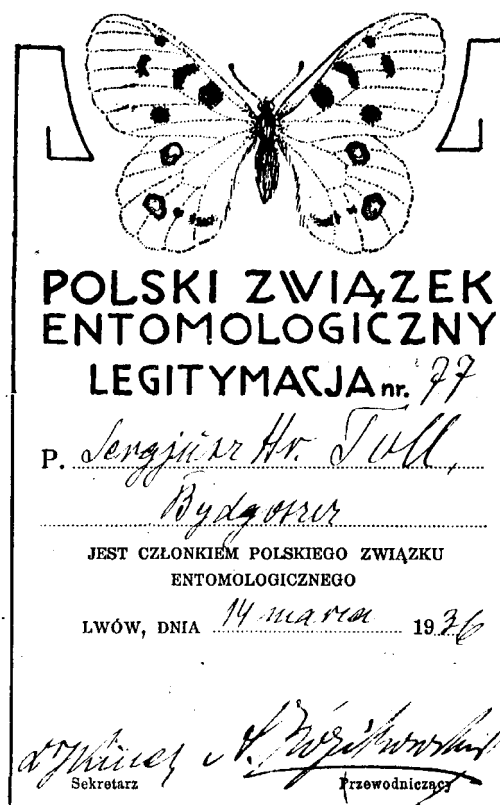 POLSKI ZWIĄZEK
ENTOMOLOGICZNY
LEGITYMACJA nr. 77
P. Sergjusz Hr. Toll,
Bydgoszcz
JEST CZŁONKIEM POLSKIEGO ZWIĄZKU
ENTOMOLOGICZNEGO
LWÓW, DNIA 14 marca 1936
Sekretarz Przewodniczący